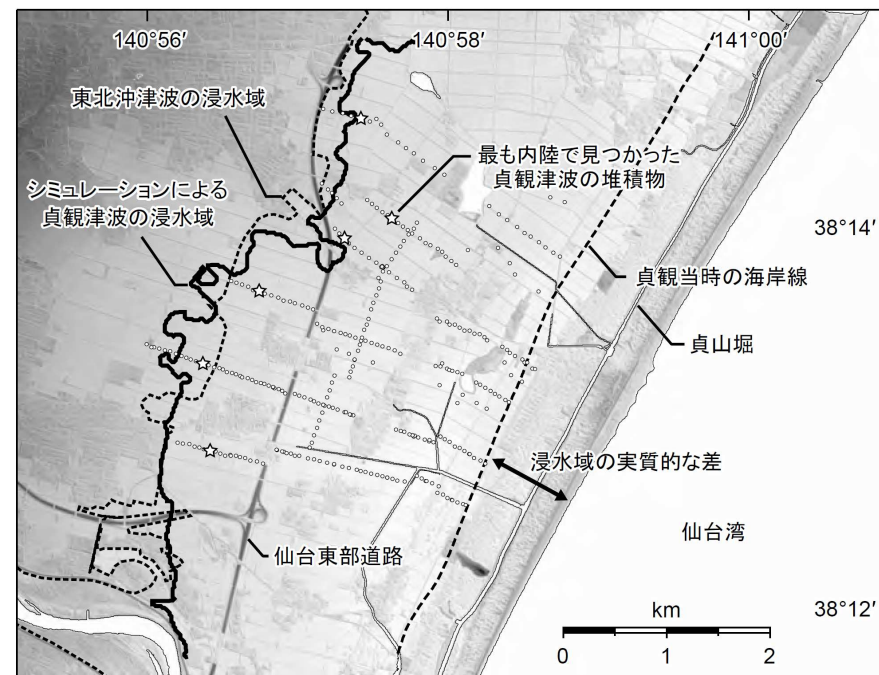 140°56′
140°58′
141°00′
東北沖津波の浸水域
シミュレーションによる
貞観津波の浸水域
最も内陸で見つかった
貞観津波の堆積物
38°14′
貞観当時の海岸線
貞山堀
浸水域の実質的な差
仙台湾
仙台東部道路
38°12′
km
0 1 2